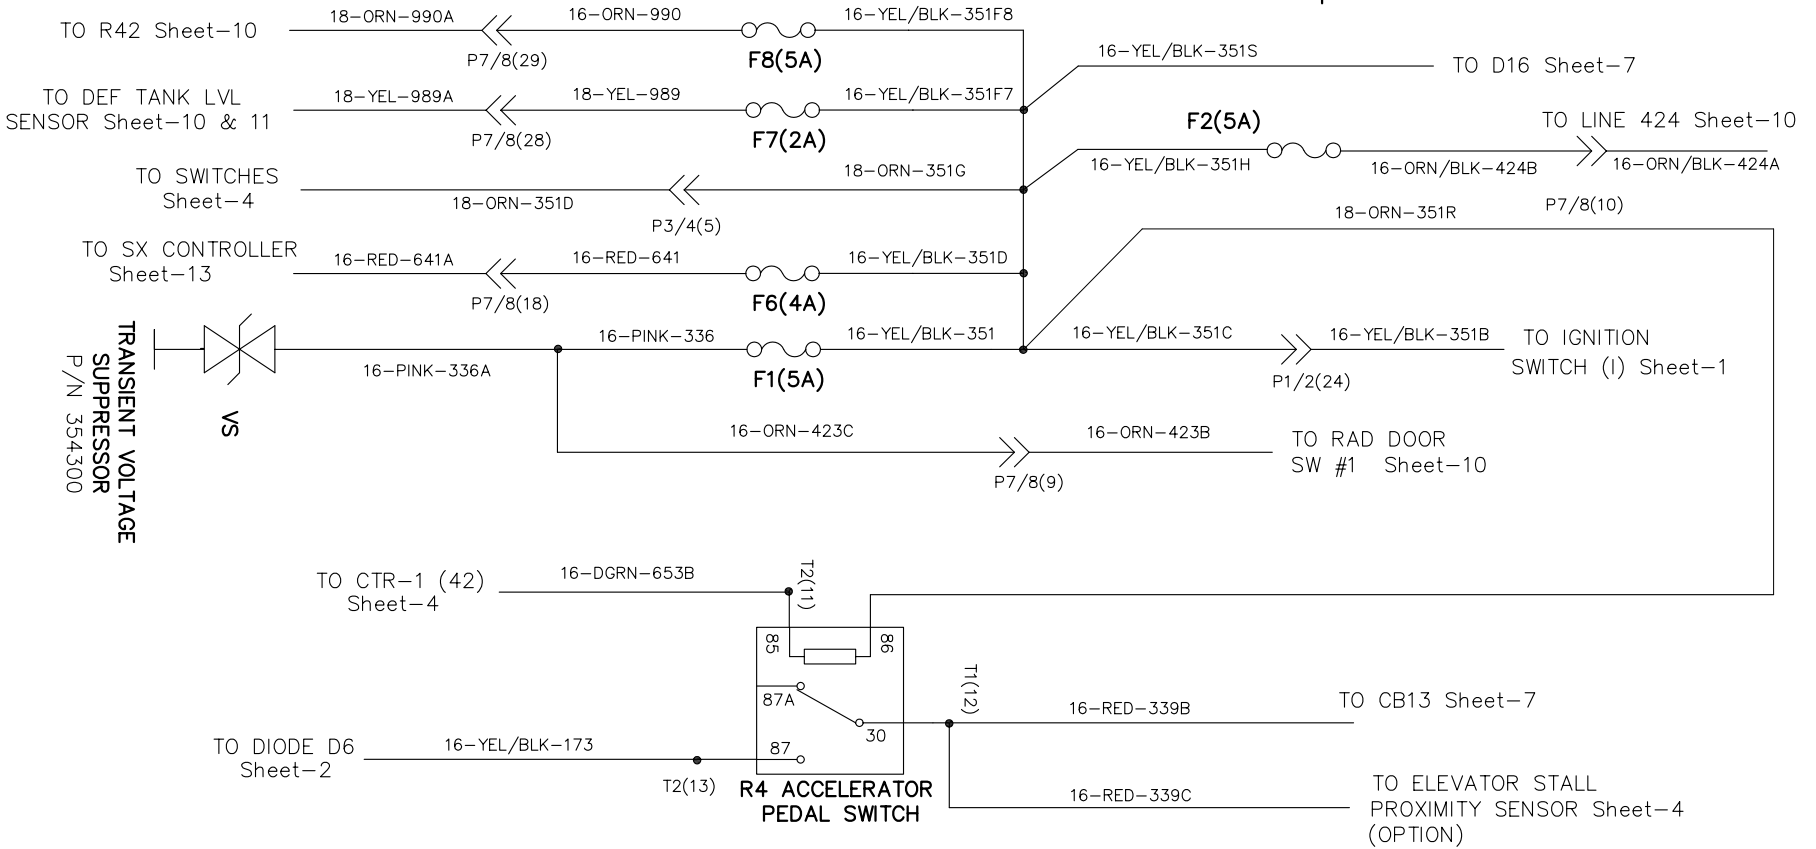 TO R42 Sheet-10
18-ORN-990A
P7/8(29)
16-ORN-990
F8(5A)
16-YEL/BLK-351F8
16-YEL/BLK-351S
TO D16 Sheet-7
TO DEF TANK LVL
SENSOR Sheet-10 & 11
18-YEL-989A
P7/8(28)
18-YEL-989
F7(2A)
16-YEL/BLK-351F7
F2(5A)
16-YEL/BLK-351H
16-ORN/BLK-424B
TO LINE 424 Sheet-10
16-ORN/BLK-424A
P7/8(10)
TO SWITCHES
Sheet-4
18-ORN-351D
P3/4(5)
18-ORN-351G
18-ORN-351R
TO SX CONTROLLER
Sheet-13
16-RED-641A
P7/8(18)
16-RED-641
F6(4A)
16-YEL/BLK-351D
TRANSIENT VOLTAGE
SUPPRESSOR
P/N 354300
VS
16-PINK-336A
16-PINK-336
F1(5A)
16-YEL/BLK-351
16-YEL/BLK-351C
P1/2(24)
16-YEL/BLK-351B
TO IGNITION
SWITCH (I) Sheet-1
16-ORN-423C
P7/8(9)
16-ORN-423B
TO RAD DOOR
SW #1 Sheet-10
TO CTR-1 (42)
Sheet-4
16-DGRN-653B
T2(11)
85
86
87A
30
87
T1(12)
16-RED-339B
TO CB13 Sheet-7
TO DIODE D6
Sheet-2
16-YEL/BLK-173
T2(13)
R4 ACCELERATOR
PEDAL SWITCH
16-RED-339C
TO ELEVATOR STALL
PROXIMITY SENSOR Sheet-4
(OPTION)